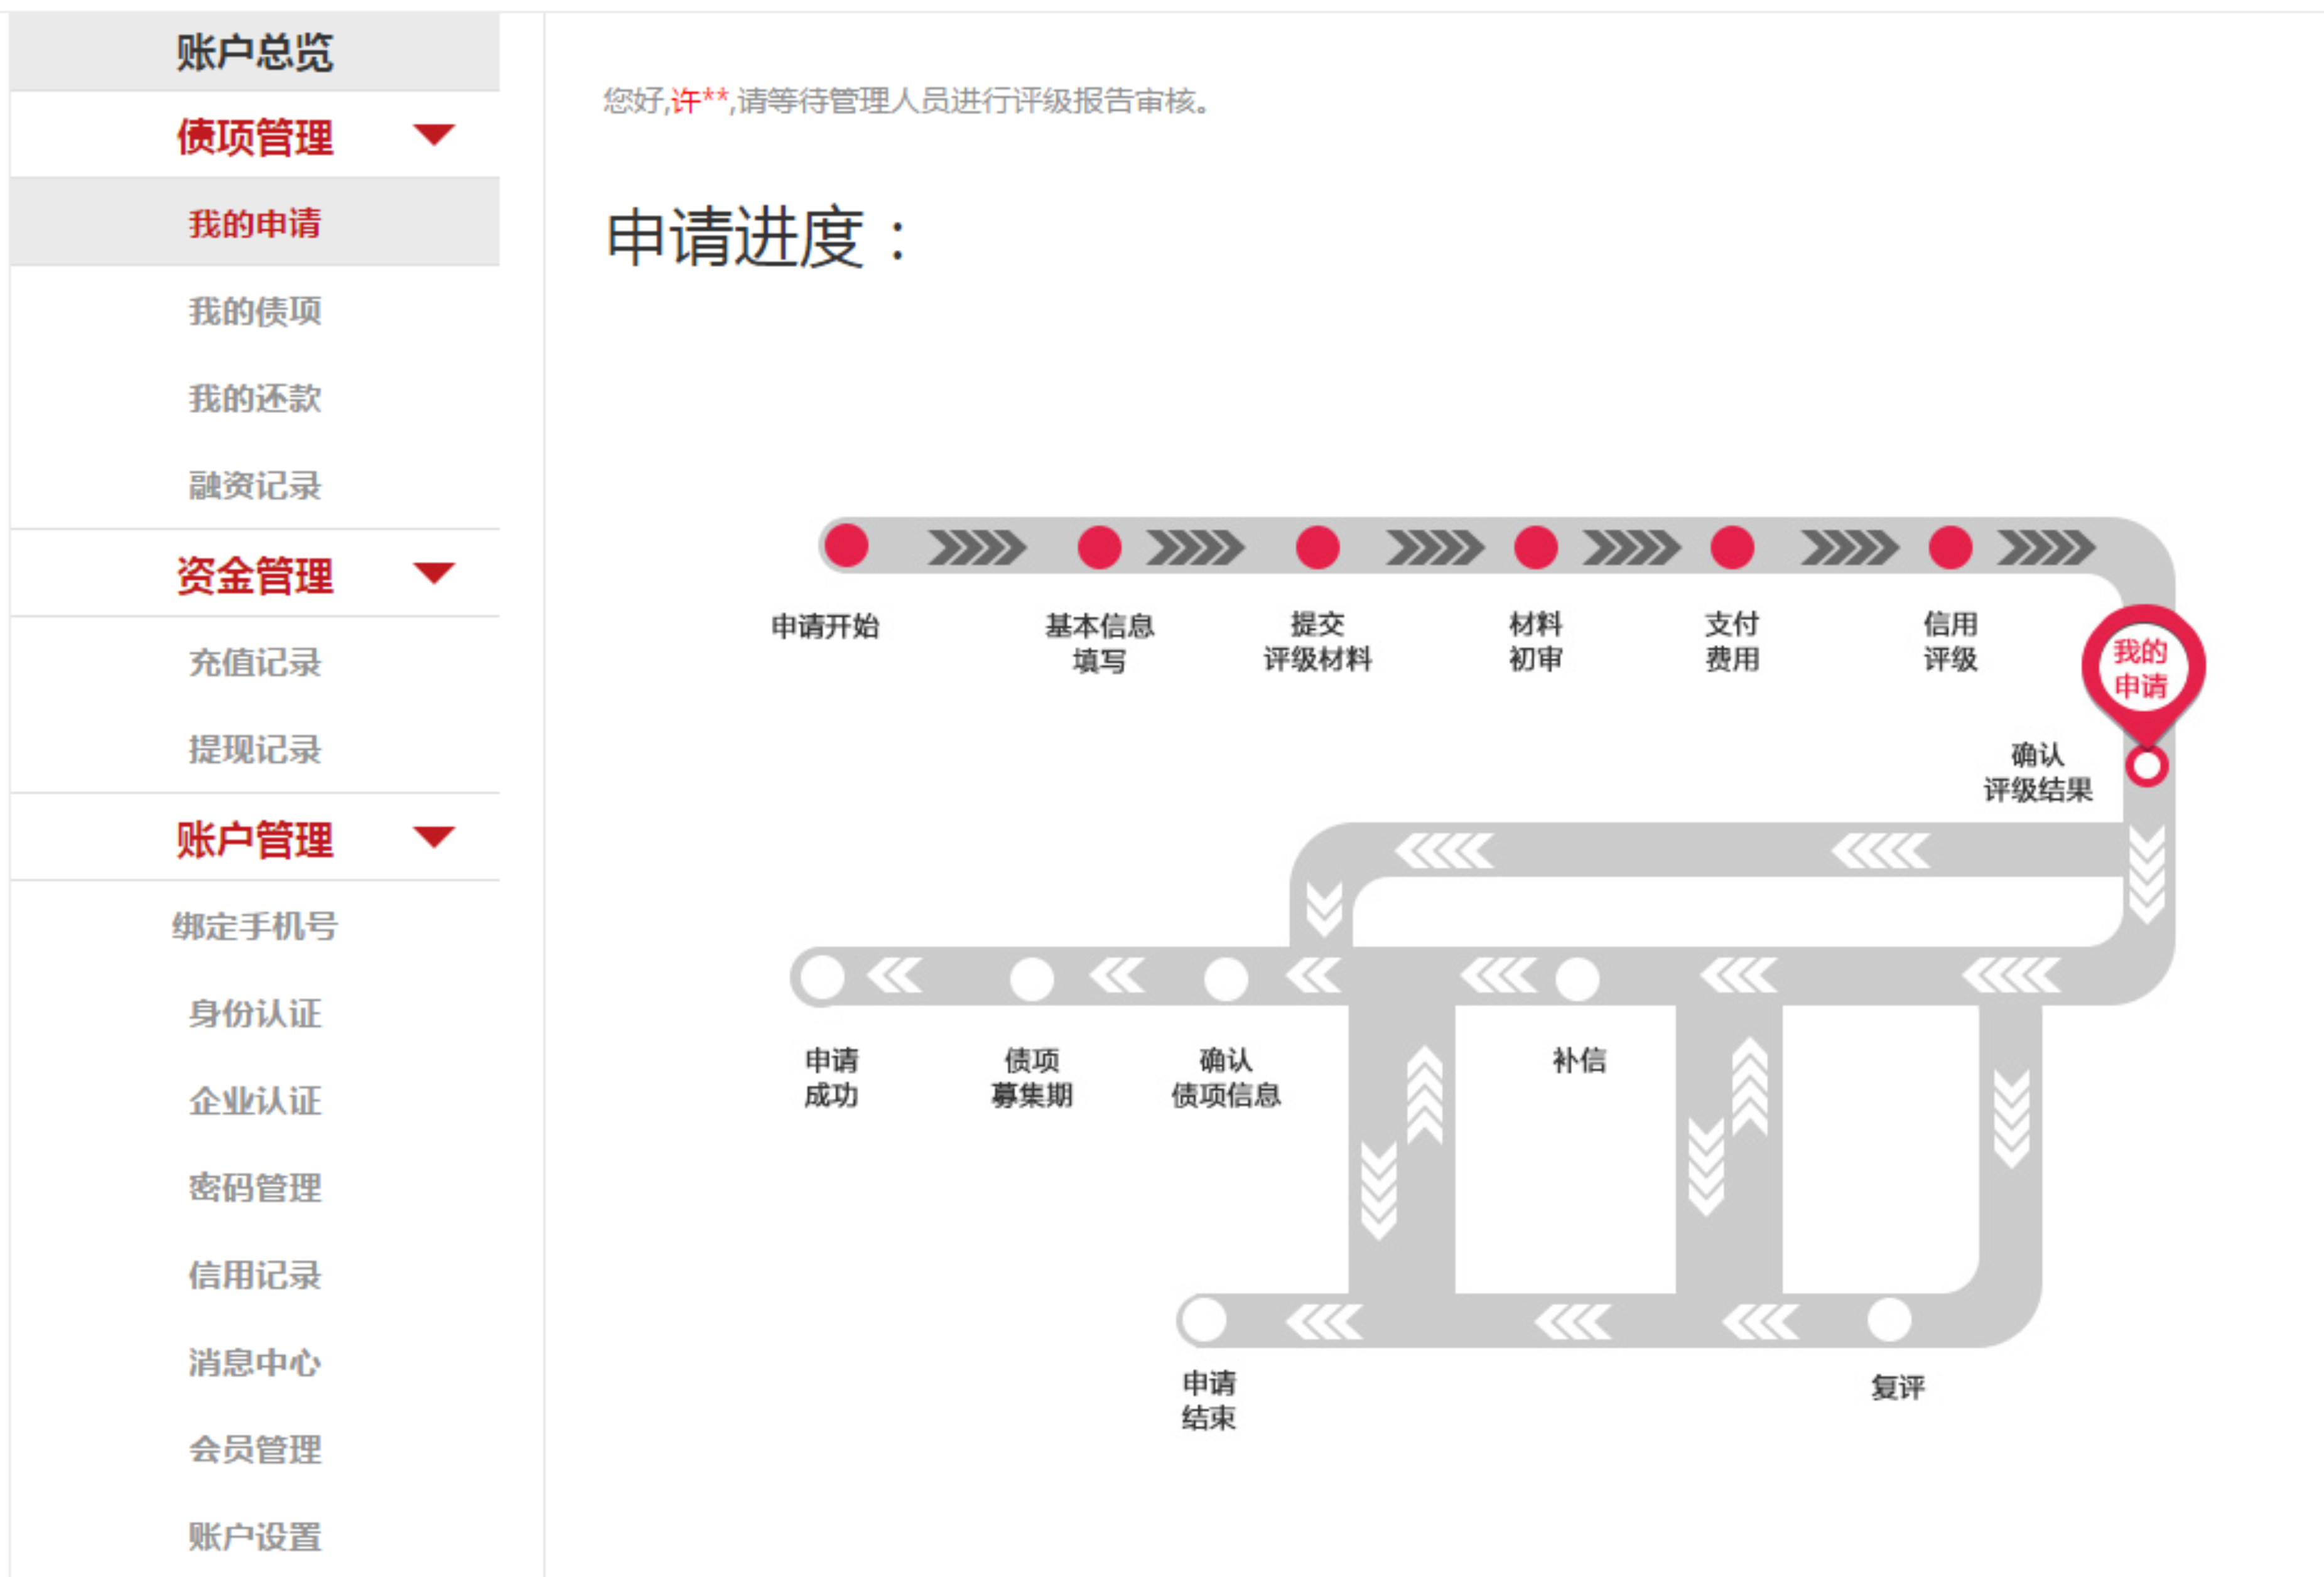 账户总览
债项管理
我的申请
我的债项
我的还款
融资记录
资金管理
充值记录
提现记录
账户管理
绑定手机号
身份认证
企业认证
密码管理
信用记录
消息中心
会员管理
账户设置
您好,许**,请等待管理人员进行评级报告审核。
申请进度：
申请开始
基本信息
填写
提交
评级材料
材料
初审
支付
费用
信用
评级
我的
申请
确认
评级结果
申请
成功
债项
募集期
确认
债项信息
补信
申请
结束
复评